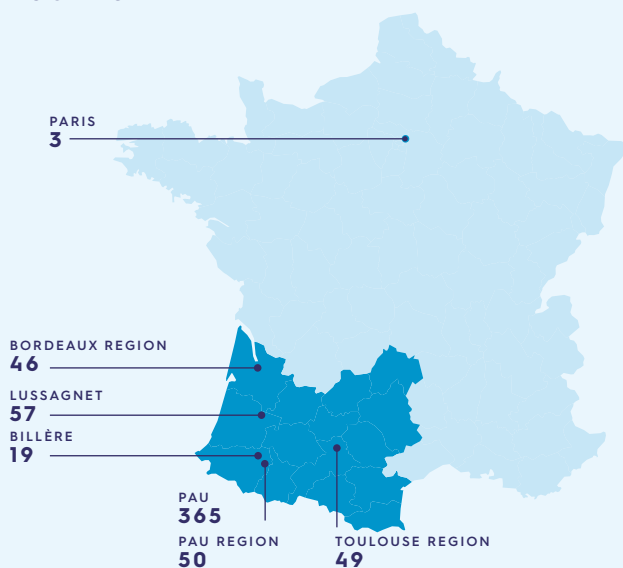 PARIS
3
BORDEAUX REGION
46
LUSSAGNET
57
BILLÈRE
19
PAU
365
PAU REGION
50
TOULOUSE REGION
49